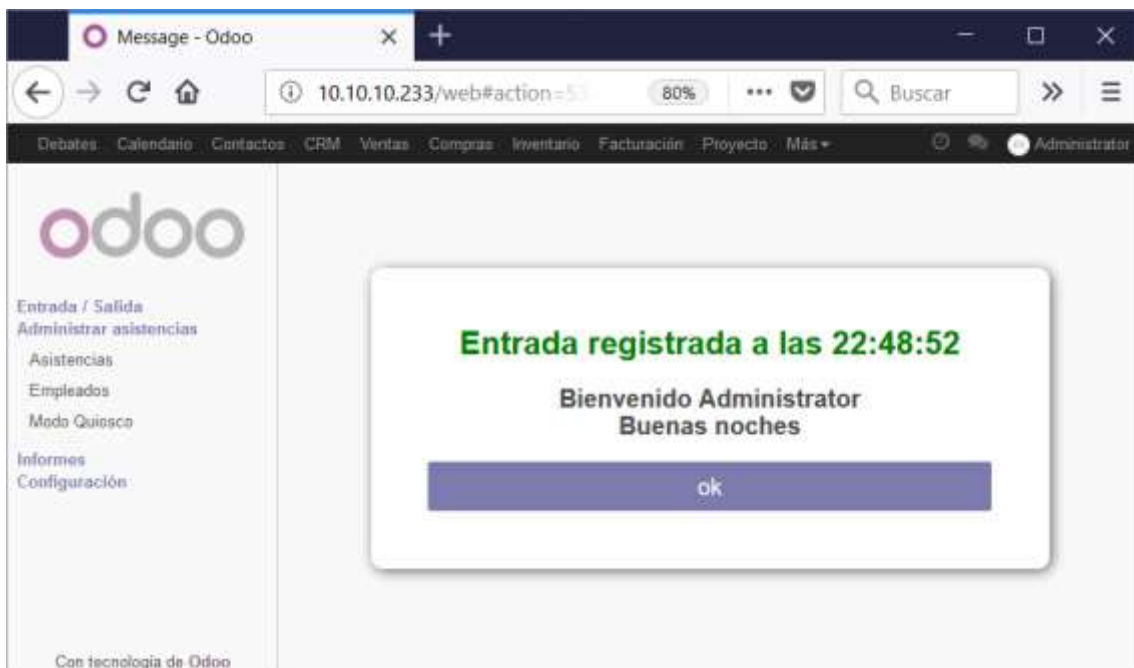 Message - Odoo
10.10.10.233/web#action=53
80%
Buscar
Debates Calendario Contactos CRM Ventas Compras Inventario Facturación Proyecto Más
Administrator
odoo
Entrada / Salida
Administrar asistencias
Asistencias
Empleados
Modo Quiosco
Informes
Configuración
Entrada registrada a las 22:48:52
Bienvenido Administrator
Buenas noches
ok
Con tecnología de Odoo